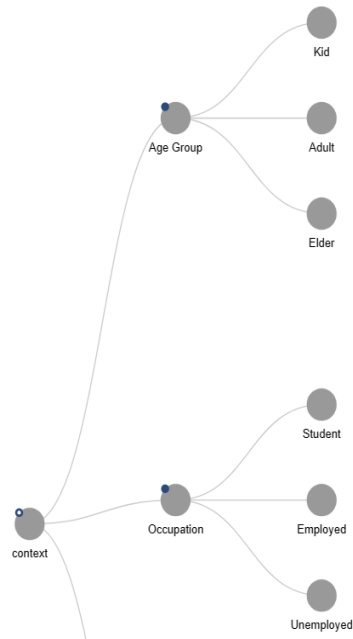 Kid
Age Group
Adult
Elder
Student
Occupation
Employed
context
Unemployed